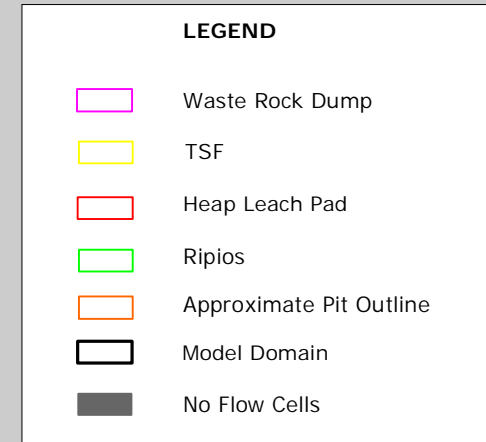 LEGEND
Waste Rock Dump
TSF
Heap Leach Pad
Ripios
Approximate Pit Outline
Model Domain
No Flow Cells